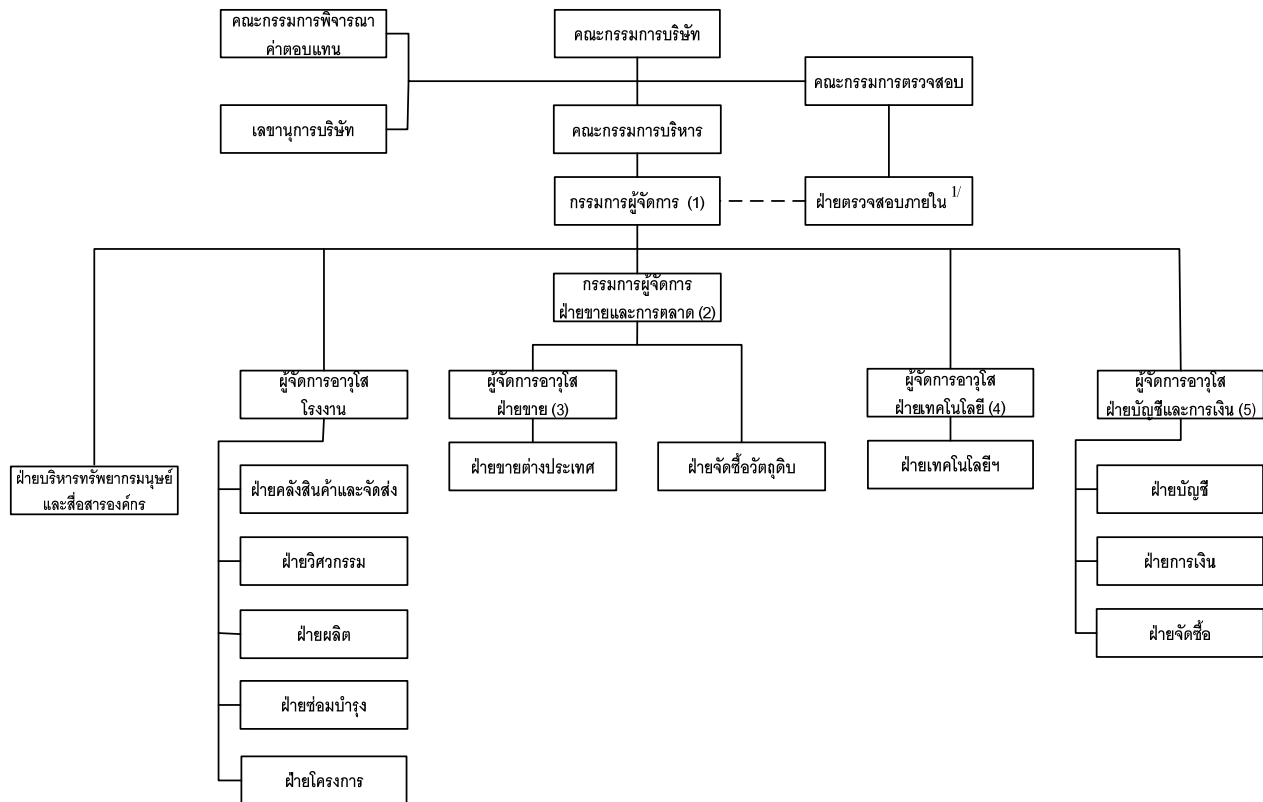 คณะกรรมการพิจารณา
ค่าตอบแทน
คณะกรรมการบริษัท
คณะกรรมการตรวจสอบ
เลขานุการบริษัท
คณะกรรมการบริหาร
กรรมการผู้จัดการ (1)
ฝ่ายตรวจสอบภายใน 1/
กรรมการผู้จัดการ
ฝ่ายขายและการตลาด (2)
ผู้จัดการอาวุโส
โรงงาน
ผู้จัดการอาวุโส
ฝ่ายขาย (3)
ผู้จัดการอาวุโส
ฝ่ายเทคโนโลยี (4)
ผู้จัดการอาวุโส
ฝ่ายบัญชีและการเงิน (5)
ฝ่ายบริหารทรัพยากรมนุษย์
และสื่อสารองค์กร
ฝ่ายคลังสินค้าและจัดส่ง
ฝ่ายขายต่างประเทศ
ฝ่ายจัดซื้อวัตถุดิบ
ฝ่ายเทคโนโลยีฯ
ฝ่ายบัญชี
ฝ่ายวิศวกรรม
ฝ่ายการเงิน
ฝ่ายผลิต
ฝ่ายจัดซื้อ
ฝ่ายซ่อมบำรุง
ฝ่ายโครงการ